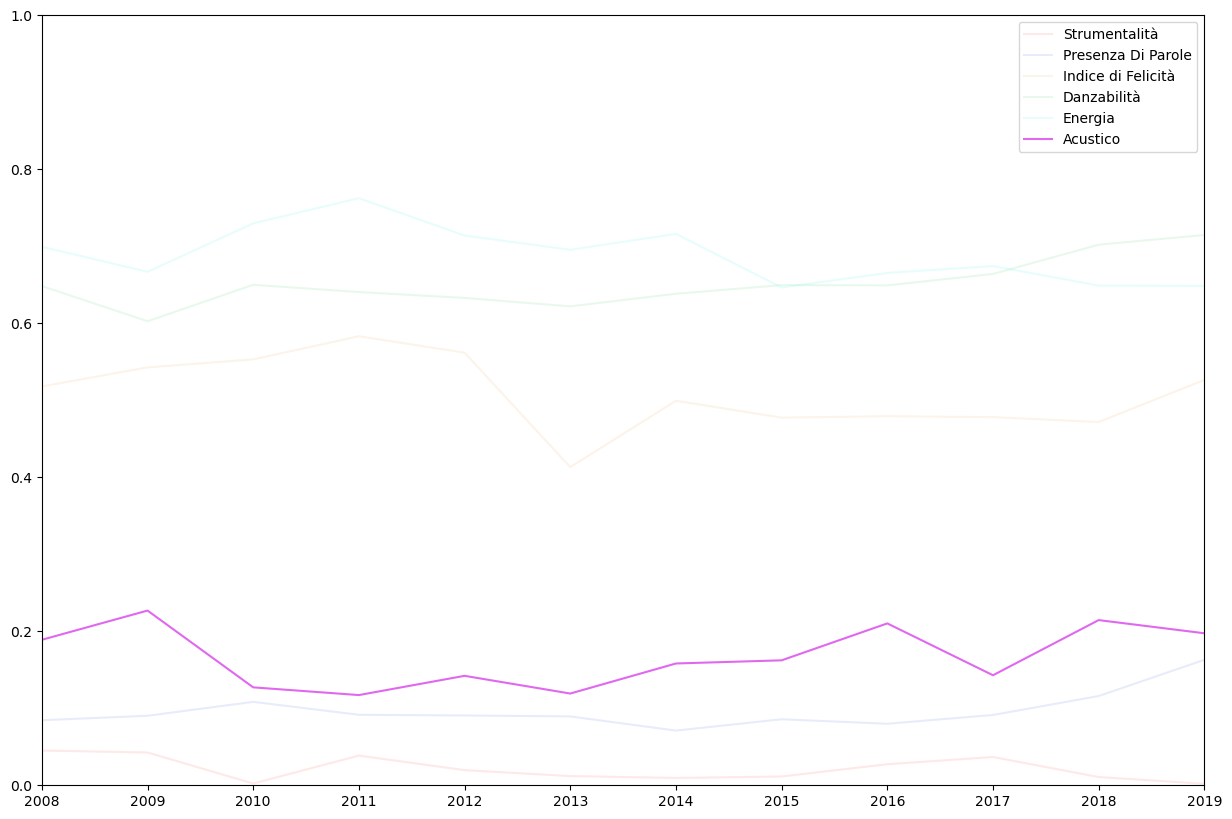 1.0
0.8
0.6
0.4
0.2
0.0
2008 2009 2010 2011 2012 2013 2014 2015 2016 2017 2018 2019
Strumentalità
Presenza Di Parole
Indice di Felicità
Danzabilità
Energia
Acustico